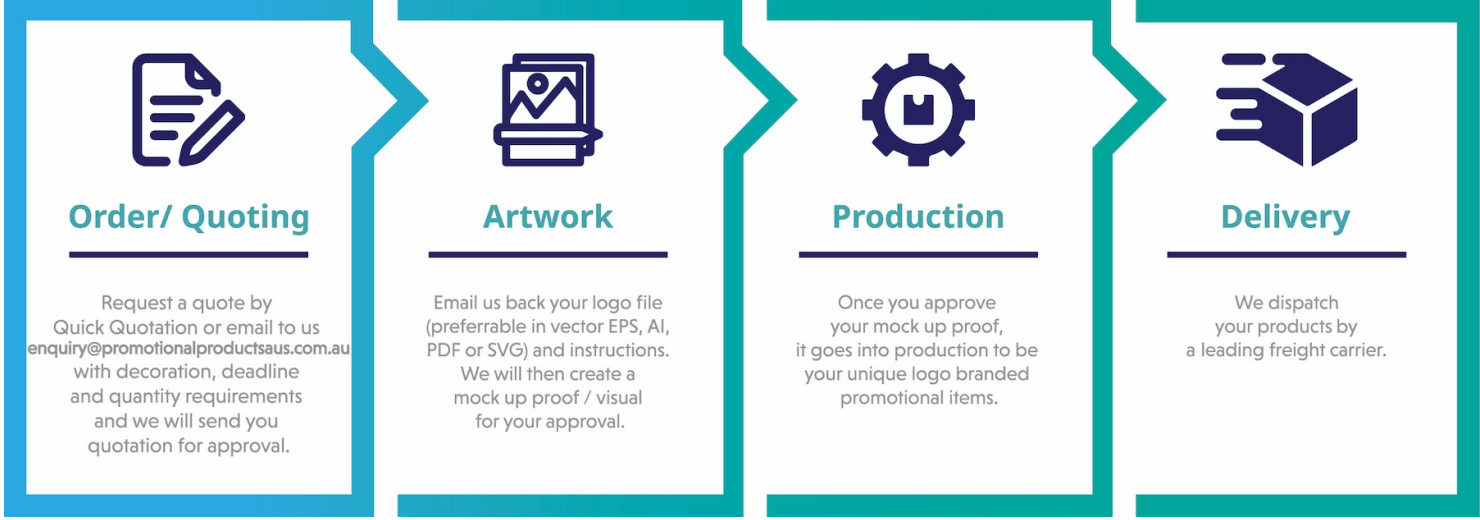 Order/ Quoting
Request a quote by
Quick Quotation or email to us
enquiry@promotionalproductsaus.com.au
with decoration, deadline
and quantity requirements
and we will send you
quotation for approval.
Artwork
Email us back your logo file
(preferrable in vector EPS, AI,
PDF or SVG) and instructions.
We will then create a
mock up proof / visual
for your approval.
Production
Once you approve
your mock up proof,
it goes into production to be
your unique logo branded
promotional items.
Delivery
We dispatch
your products by
a leading freight carrier.